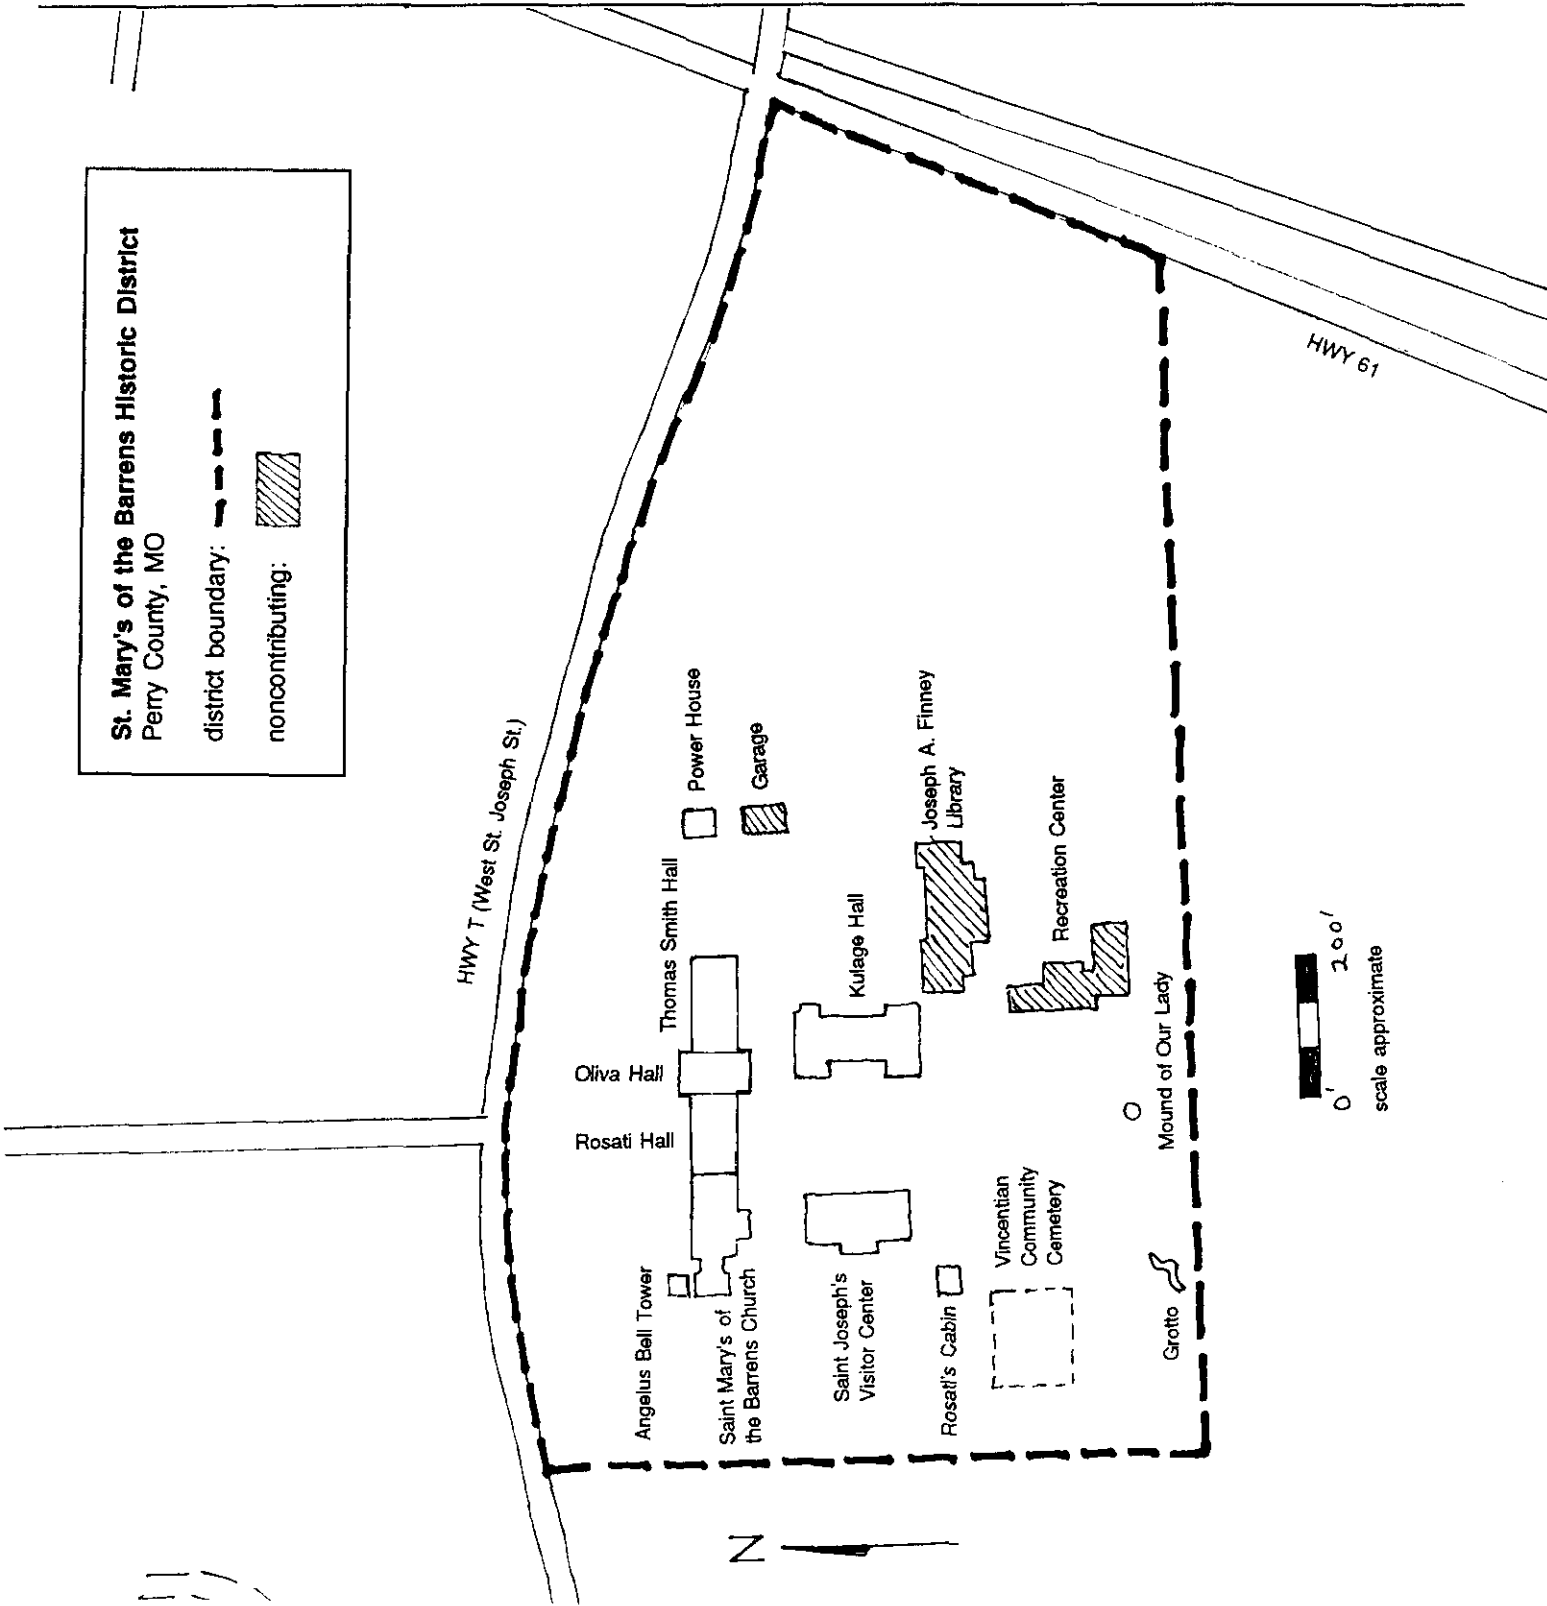 St. Mary's of the Barrens Historic District
Perry County, MO
district boundary:
noncontributing:
HWY T (West St. Joseph St.)
HWY 61
Power House
Garage
Thomas Smith Hall
Oliva Hall
Rosati Hall
Angelus Bell Tower
Saint Mary's of
the Barrens Church
Kulage Hall
Joseph A. Finney
Library
Recreation Center
Saint Joseph's
Visitor Center
Rosati's Cabin
Vincentian
Community
Cemetery
Mound of Our Lady
Grotto
N
0' 200'
scale approximate